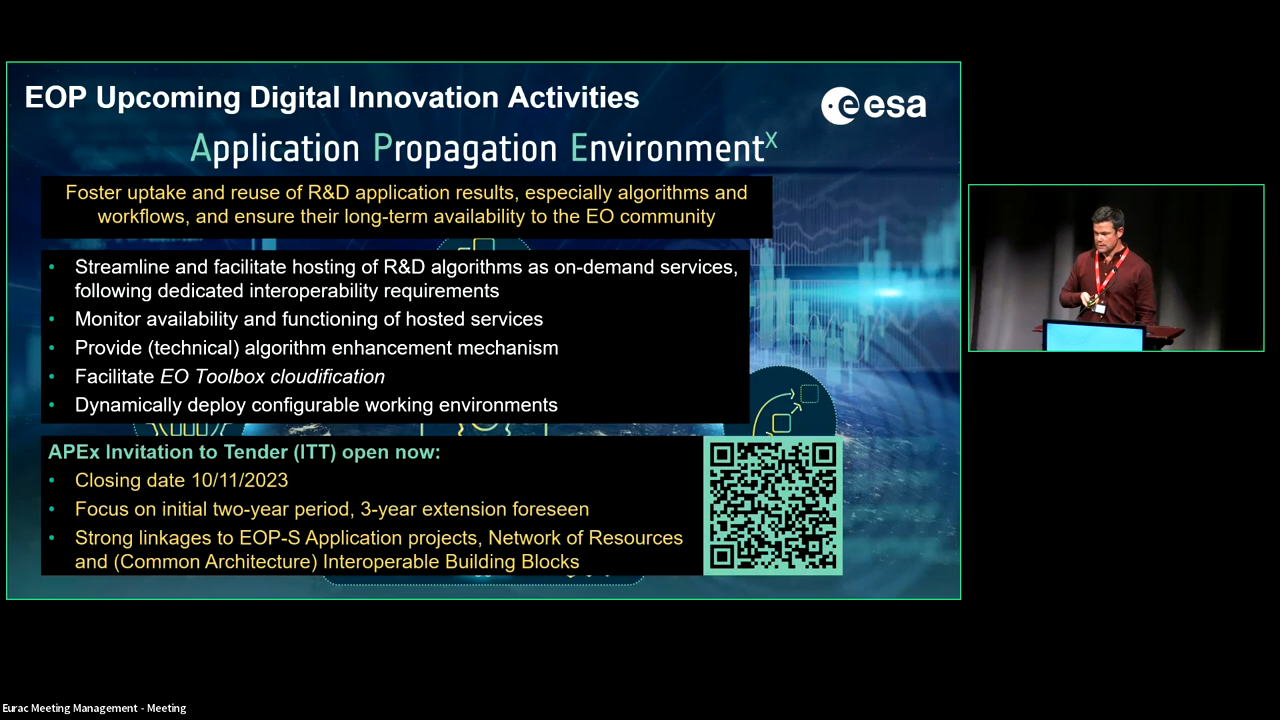 EOP Upcoming Digital Innovation Activities
esa
Application Propagation Environmentˣ
Foster uptake and reuse of R&D application results, especially algorithms and
workflows, and ensure their long-term availability to the EO community
• Streamline and facilitate hosting of R&D algorithms as on-demand services,
following dedicated interoperability requirements
• Monitor availability and functioning of hosted services
• Provide (technical) algorithm enhancement mechanism
• Facilitate EO Toolbox cloudification
• Dynamically deploy configurable working environments
APEx Invitation to Tender (ITT) open now:
• Closing date 10/11/2023
• Focus on initial two-year period, 3-year extension foreseen
• Strong linkages to EOP-S Application projects, Network of Resources
and (Common Architecture) Interoperable Building Blocks
Eurac Meeting Management - Meeting